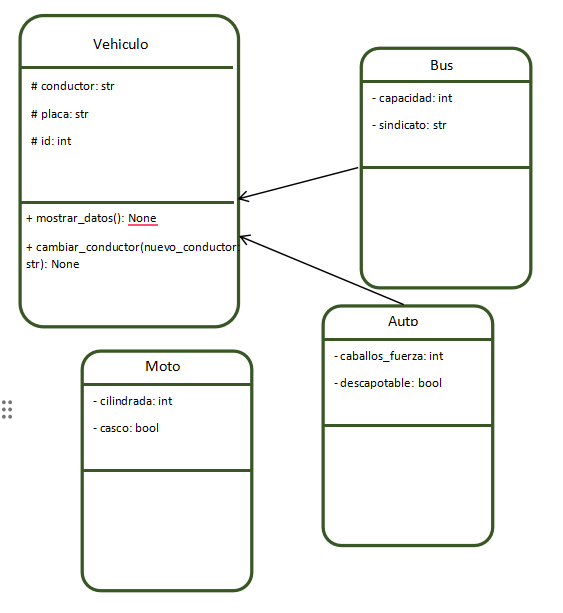 Vehiculo
# conductor: str
# placa: str
# id: int
+ mostrar_datos(): None
+ cambiar_conductor(nuevo_conductor:
str): None
Bus
- capacidad: int
- sindicato: str
Auto
- caballos_fuerza: int
- descapotable: bool
Moto
- cilindrada: int
- casco: bool